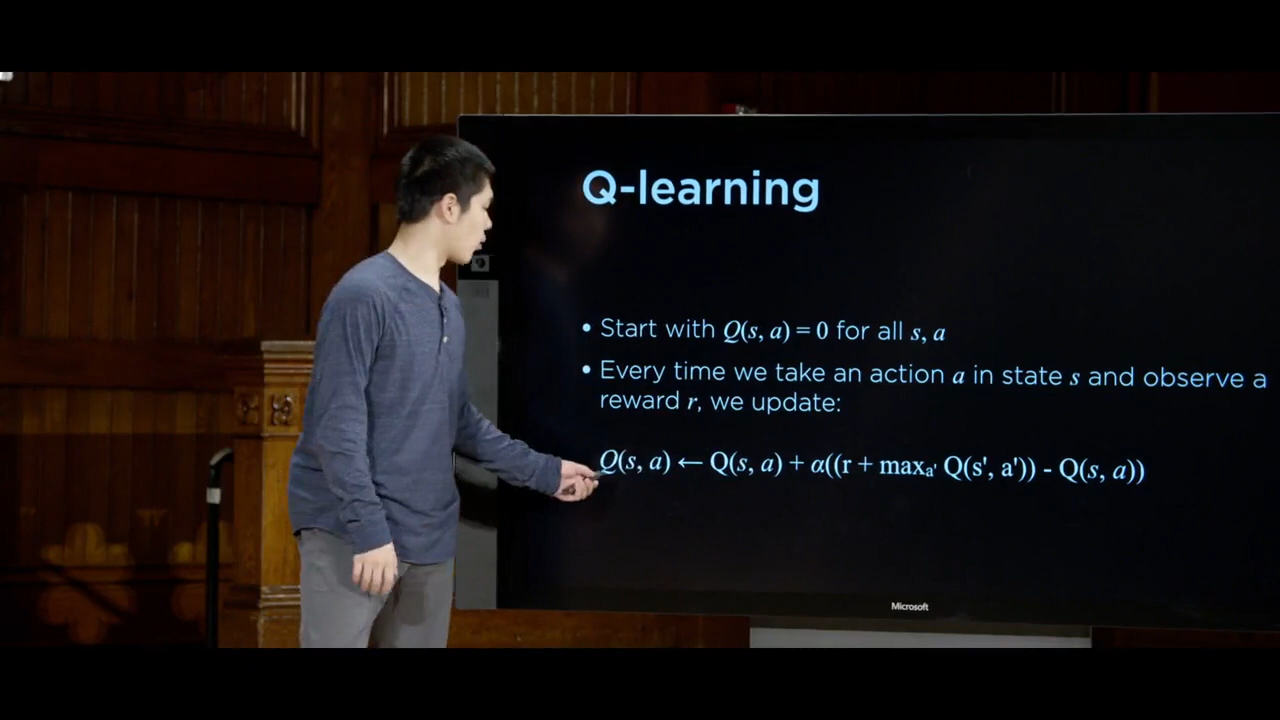 Q-learning
• Start with Q(s, a) = 0 for all s, a
• Every time we take an action a in state s and observe a
reward r, we update:
Q(s, a) ← Q(s, a) + α((r + maxₐ' Q(s', a')) - Q(s, a))
Microsoft